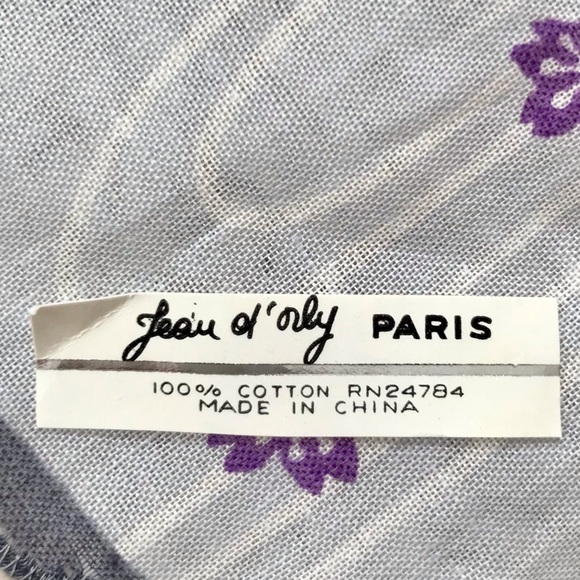 Jean d'orly PARIS
100% COTTON RN24784
MADE IN CHINA